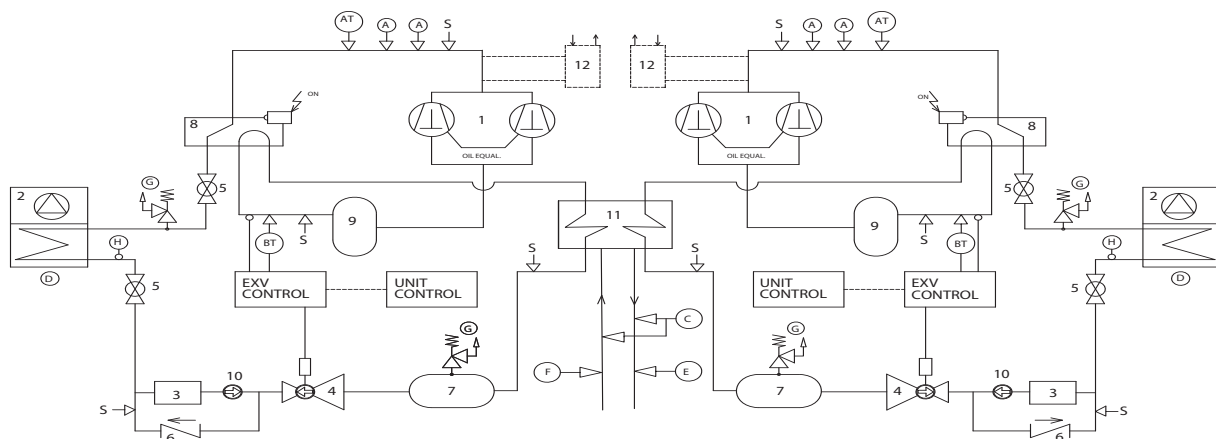 AT A A S
S A A AT
12 12
ON
ON
8
1
1
8
OIL EQUAL.
OIL EQUAL.
G
5
5
G
2
2
9
11
9
H
S
S
H
BT
BT
D
S
S
D
5
EXV
CONTROL
UNIT
CONTROL
UNIT
CONTROL
EXV
CONTROL
5
G
C
G
10
10
3
4
7
F
E
7
4
3
S
S
6
6